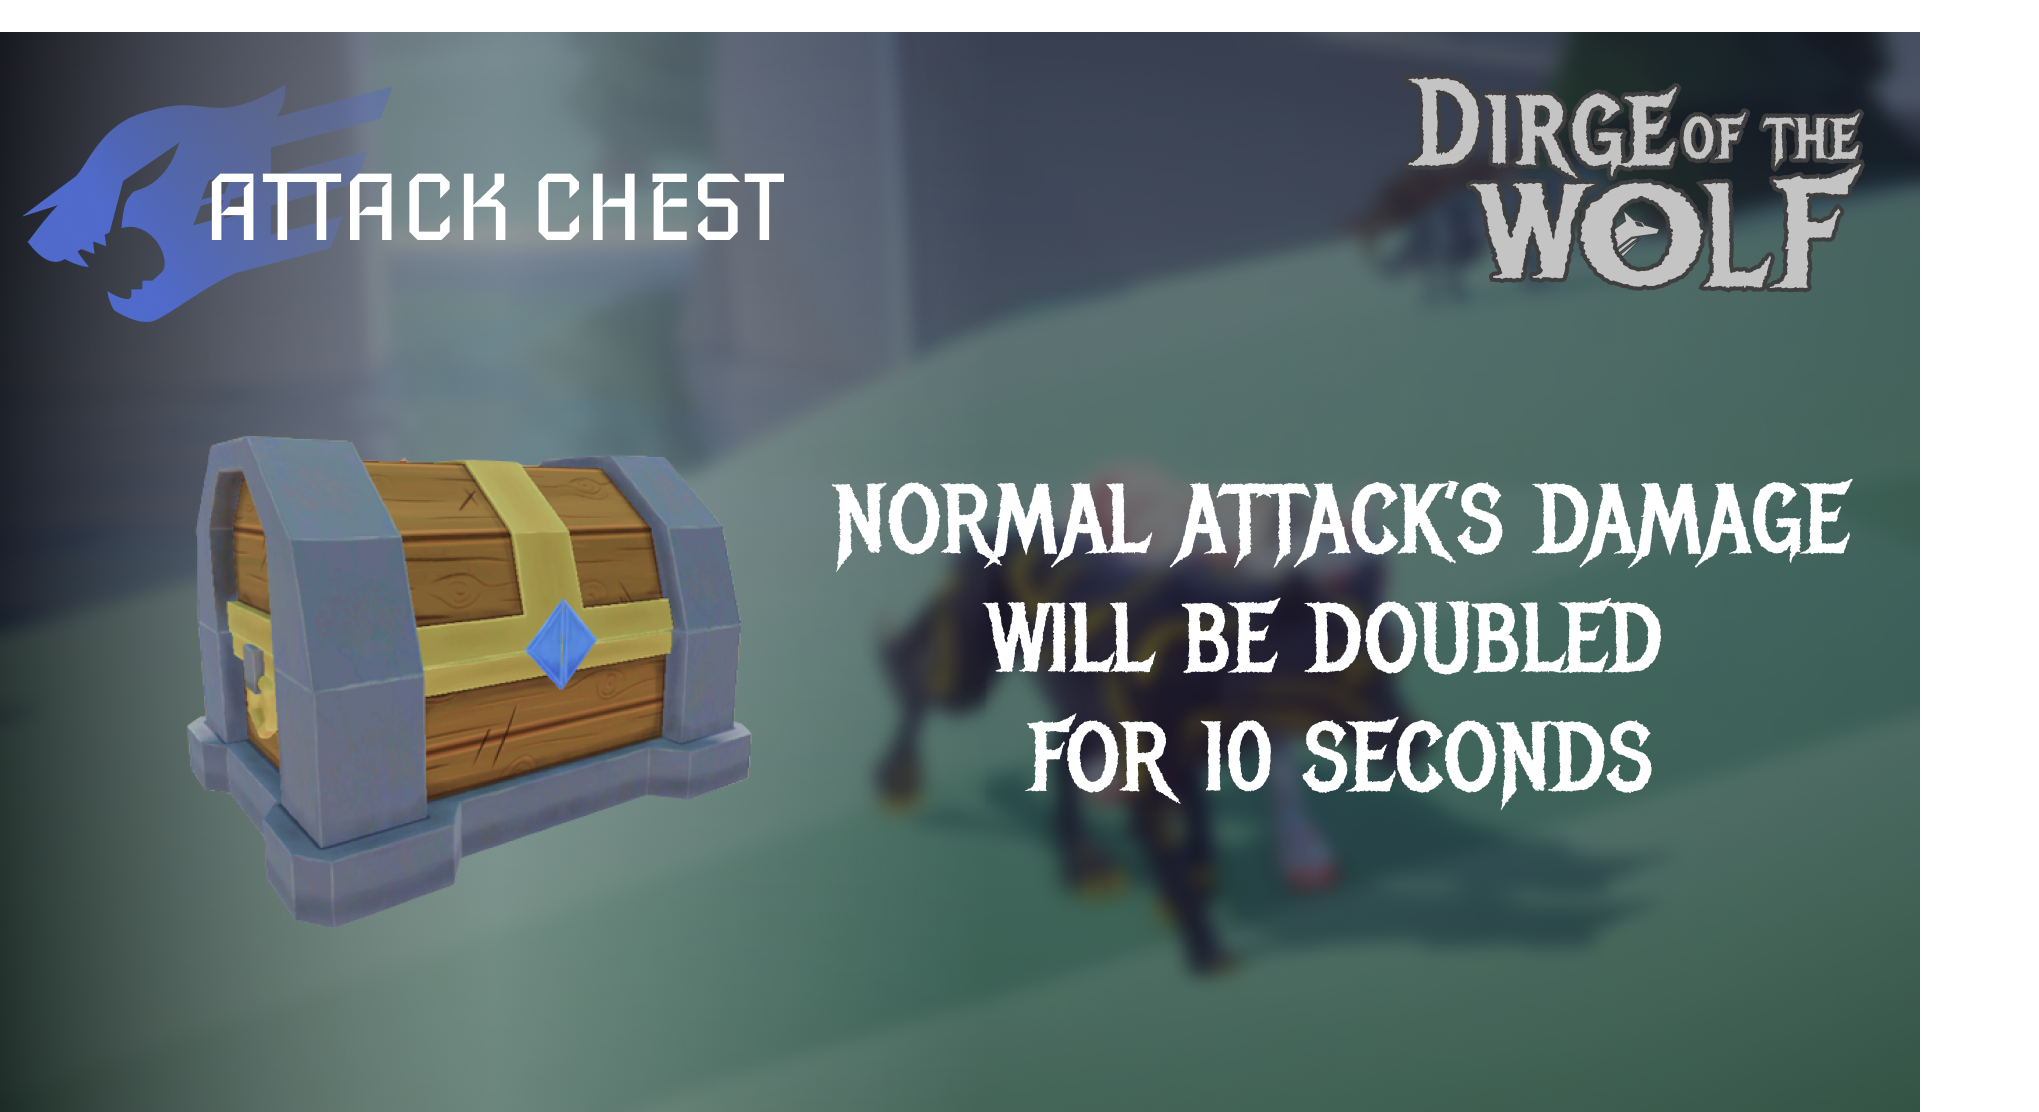 ATTACK CHEST
DIRGE OF THE
WOLF
NORMAL ATTACK'S DAMAGE
WILL BE DOUBLED
FOR 10 SECONDS